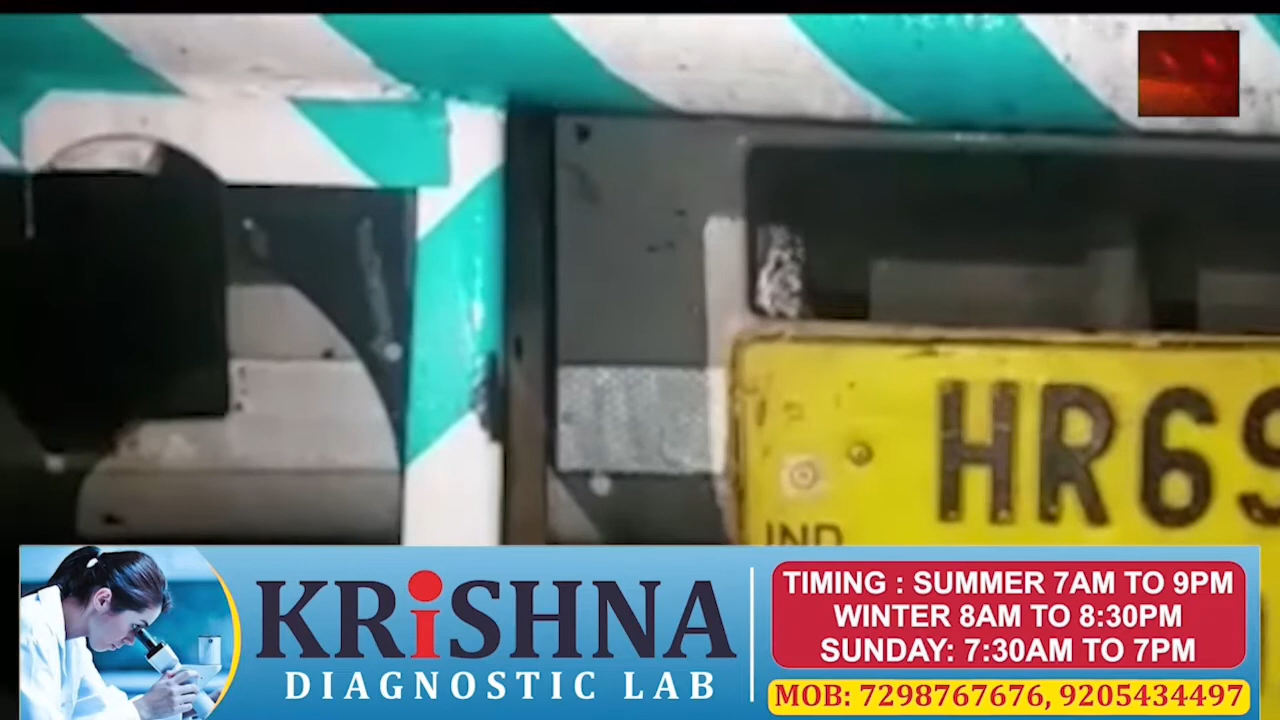 HR69
IND
KRiSHNA
DIAGNOSTIC LAB
TIMING : SUMMER 7AM TO 9PM
WINTER 8AM TO 8:30PM
SUNDAY: 7:30AM TO 7PM
MOB: 7298767676, 9205434497